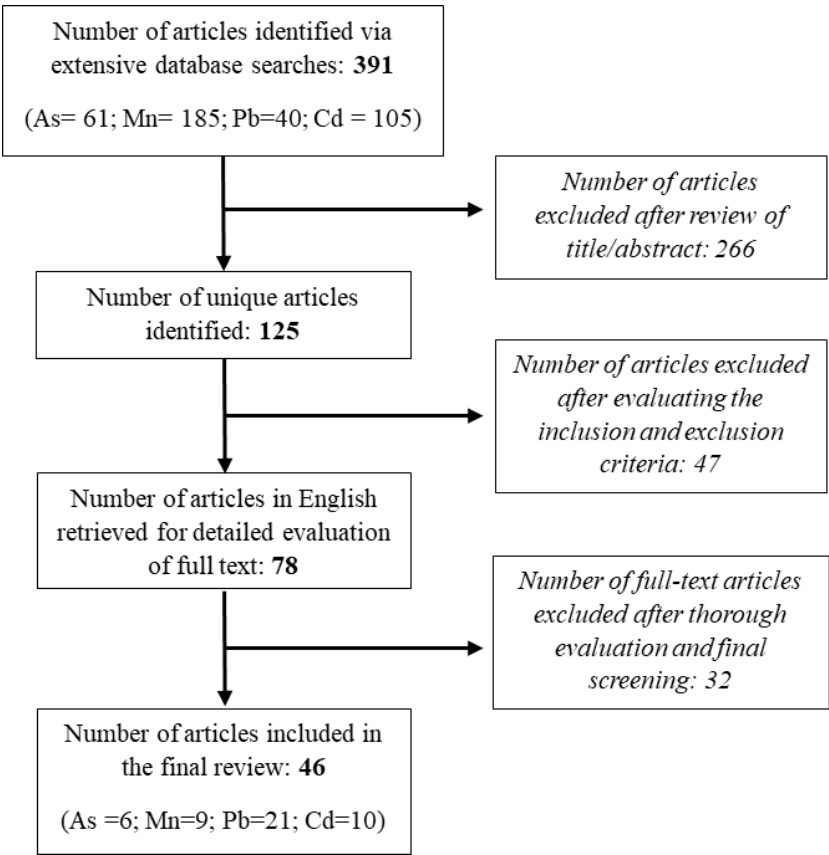 Number of articles identified via
extensive database searches: 391
(As= 61; Mn= 185; Pb=40; Cd = 105)
Number of articles
excluded after review of
title/abstract: 266
Number of unique articles
identified: 125
Number of articles excluded
after evaluating the
inclusion and exclusion
criteria: 47
Number of articles in English
retrieved for detailed evaluation
of full text: 78
Number of full-text articles
excluded after thorough
evaluation and final
screening: 32
Number of articles included in
the final review: 46
(As =6; Mn=9; Pb=21; Cd=10)